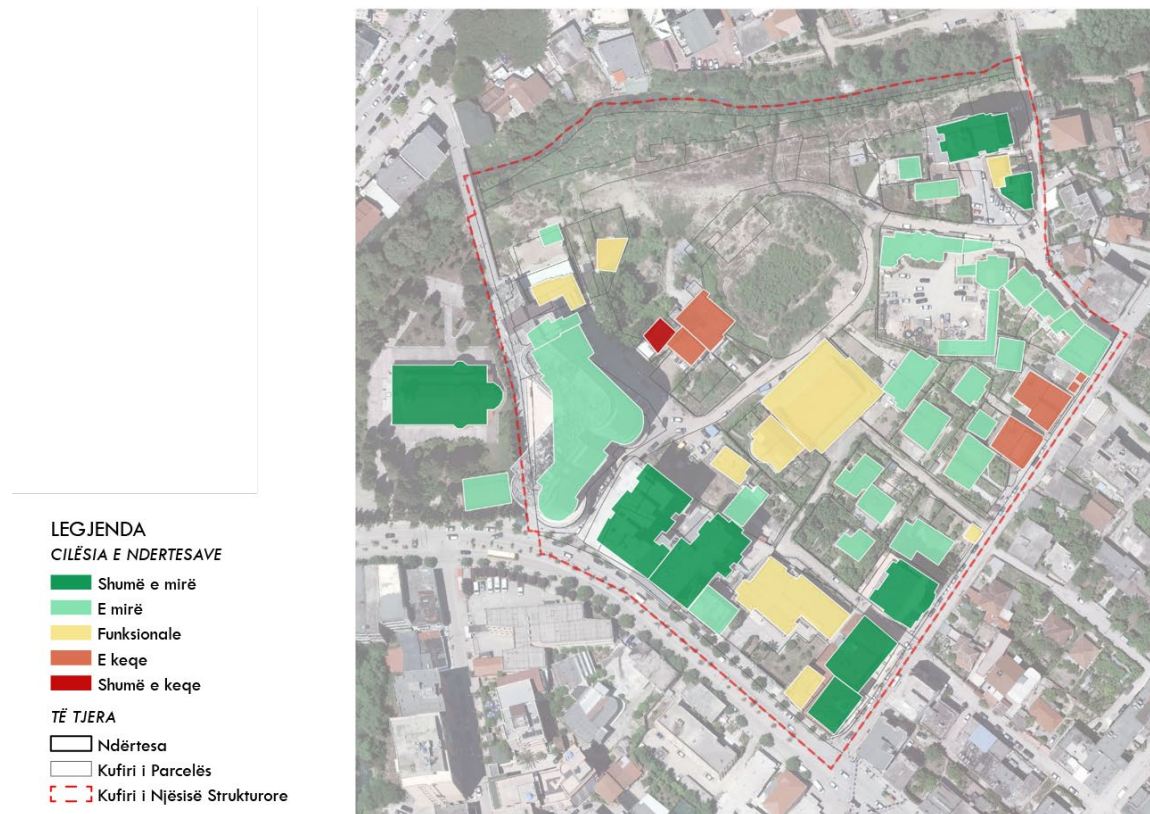 LEGJENDA
CILËSIA E NDERTESAVE
Shumë e mirë
E mirë
Funksionale
E keqe
Shumë e keqe
TË TJERA
Ndërtesa
Kufiri i Parcelës
Kufiri i Njësisë Strukturore